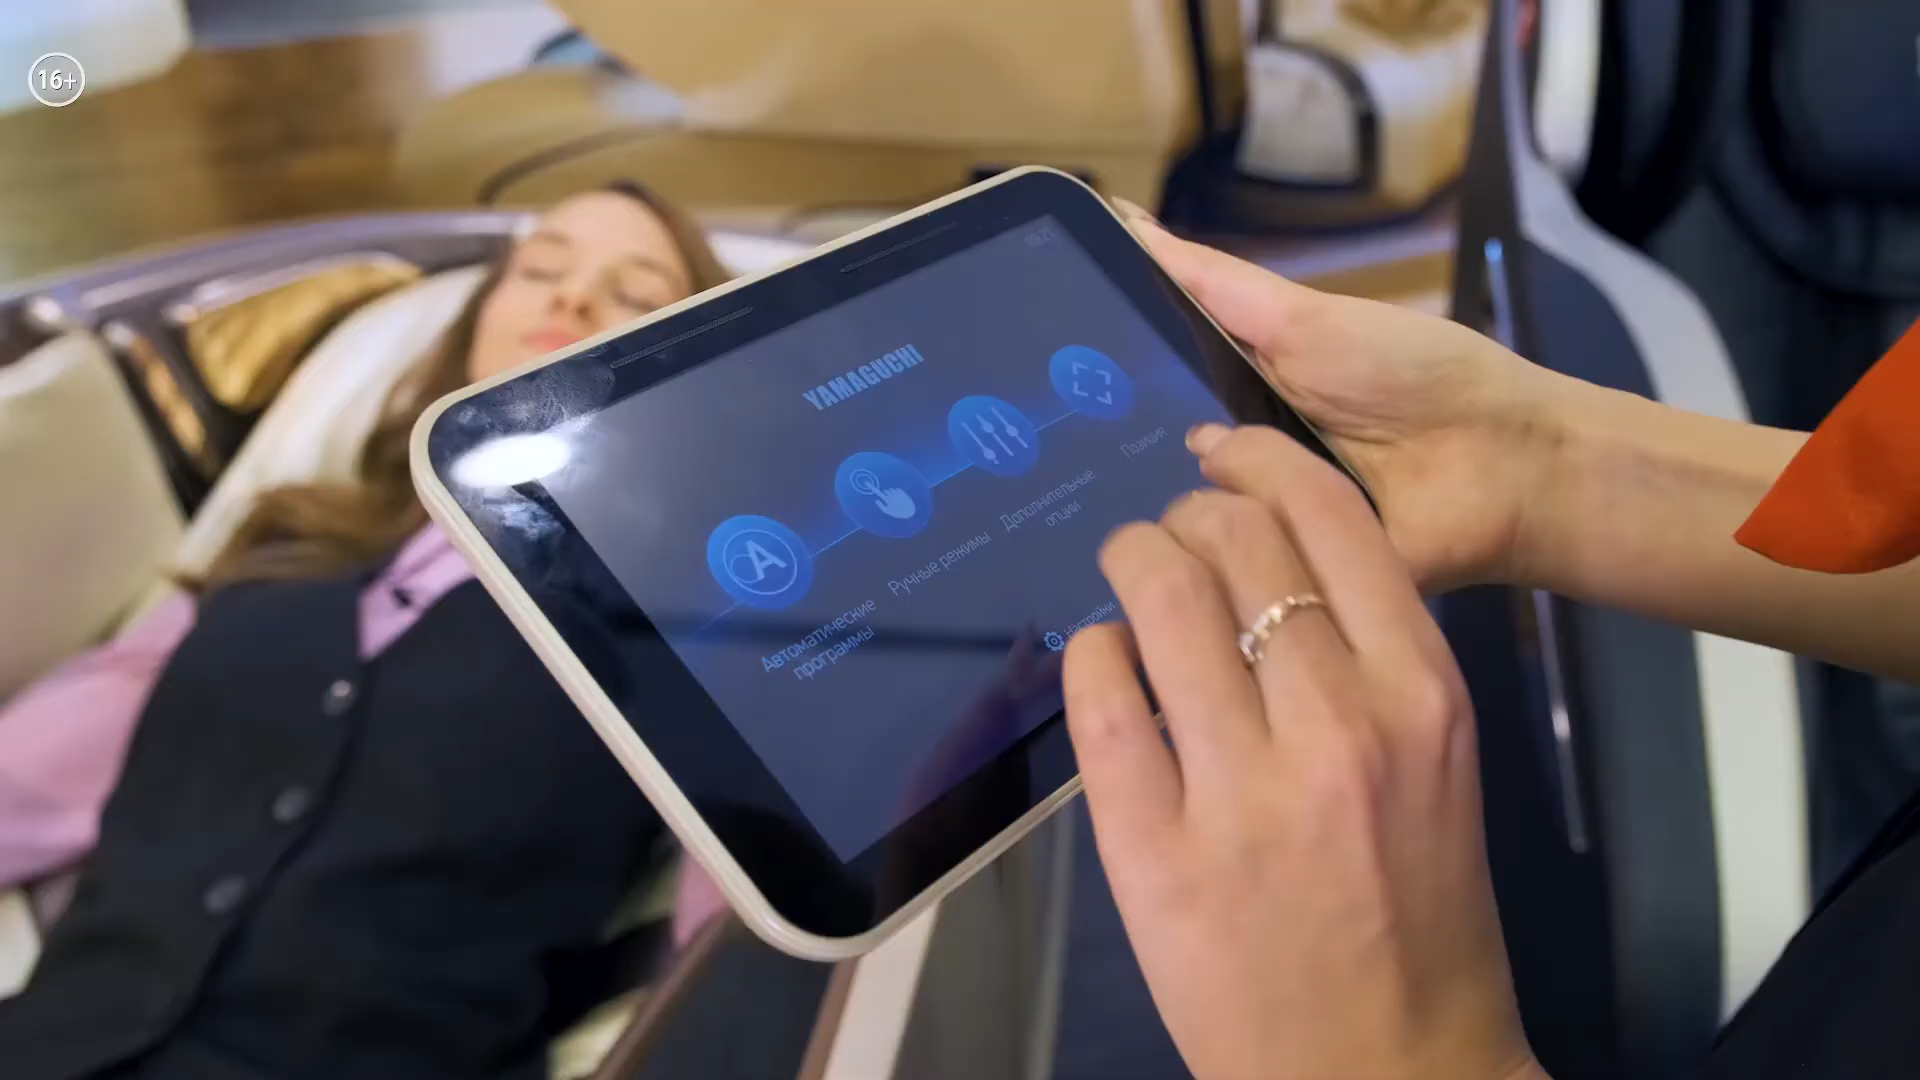 16+
YAMAGUCHI
Автоматические
программы
Ручные режимы
Дополнительные
опции
Позиция
Настройки